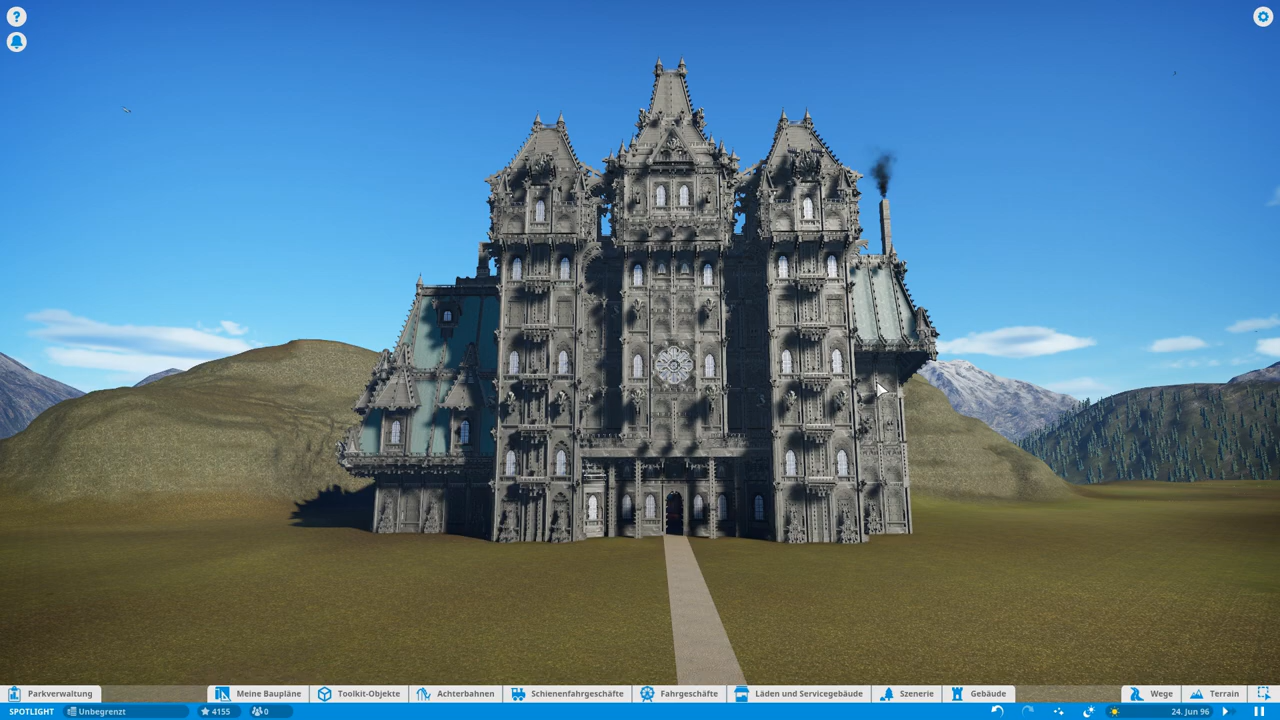 ?
Parkverwaltung
Meine Baupläne
Toolkit-Objekte
Achterbahnen
Schienenfahrgeschäfte
Fahrgeschäfte
Läden und Servicegebäude
Szenerie
Gebäude
Wege
Terrain
SPOTLIGHT
Unbegrenzt
4155
0
24. Jun 96